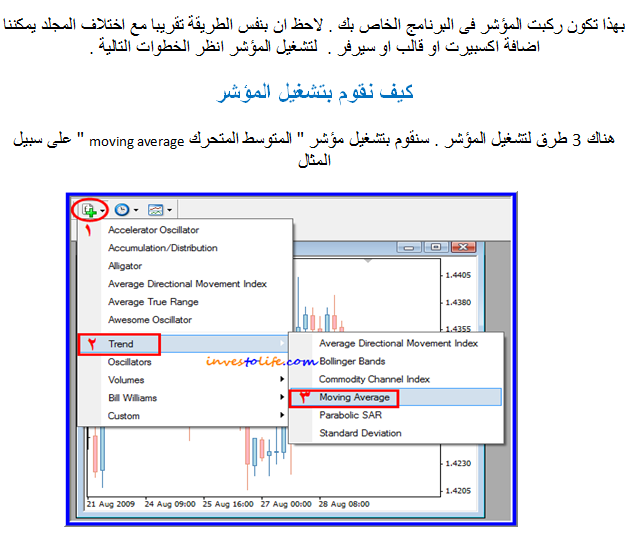 بهذا تكون ركبت المؤشر فى البرنامج الخاص بك . لاحظ ان بنفس الطريقة تقريبا مع اختلاف المجلد يمكننا
اضافة اكسبيرت او قالب او سيرفر . لتشغيل المؤشر انظر الخطوات التالية .
كيف نقوم بتشغيل المؤشر
هناك 3 طرق لتشغيل المؤشر . سنقوم بتشغيل مؤشر " المتوسط المتحرك moving average " على سبيل
المثال
١
Accelerator Oscillator
Accumulation/Distribution
Alligator
Average Directional Movement Index
Average True Range
Awesome Oscillator
٢ Trend
Oscillators
Volumes
Bill Williams
Custom
investolife.com
Average Directional Movement Index
Bollinger Bands
Commodity Channel Index
٣ Moving Average
Parabolic SAR
Standard Deviation
1.4405
1.4380
1.4355
1.4230
1.4205
21 Aug 2009 24 Aug 09:00 25 Aug 16:00 27 Aug 00:00 28 Aug 08:00